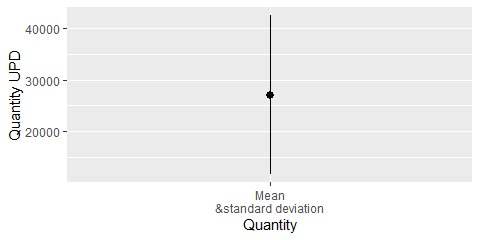 40000
30000
20000
Quantity UPD
Mean
&standard deviation
Quantity